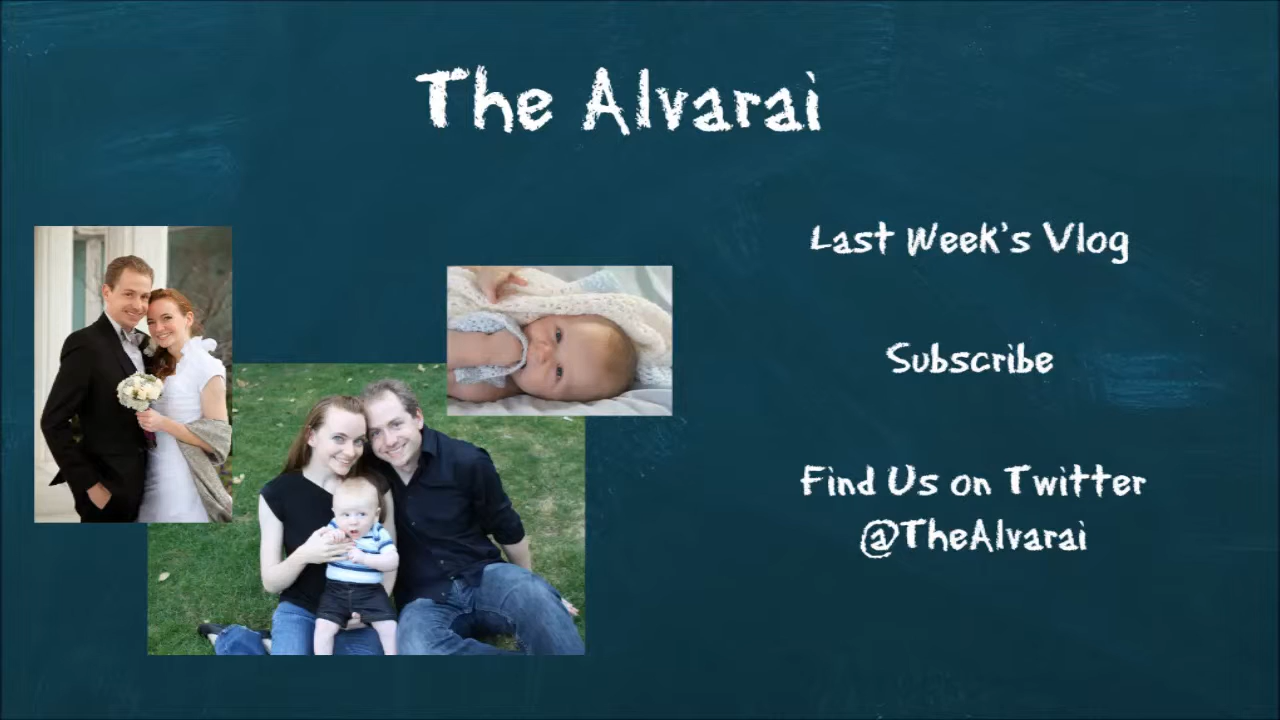 The Alvarai
Last Week's Vlog
Subscribe
Find Us on Twitter
@TheAlvarai